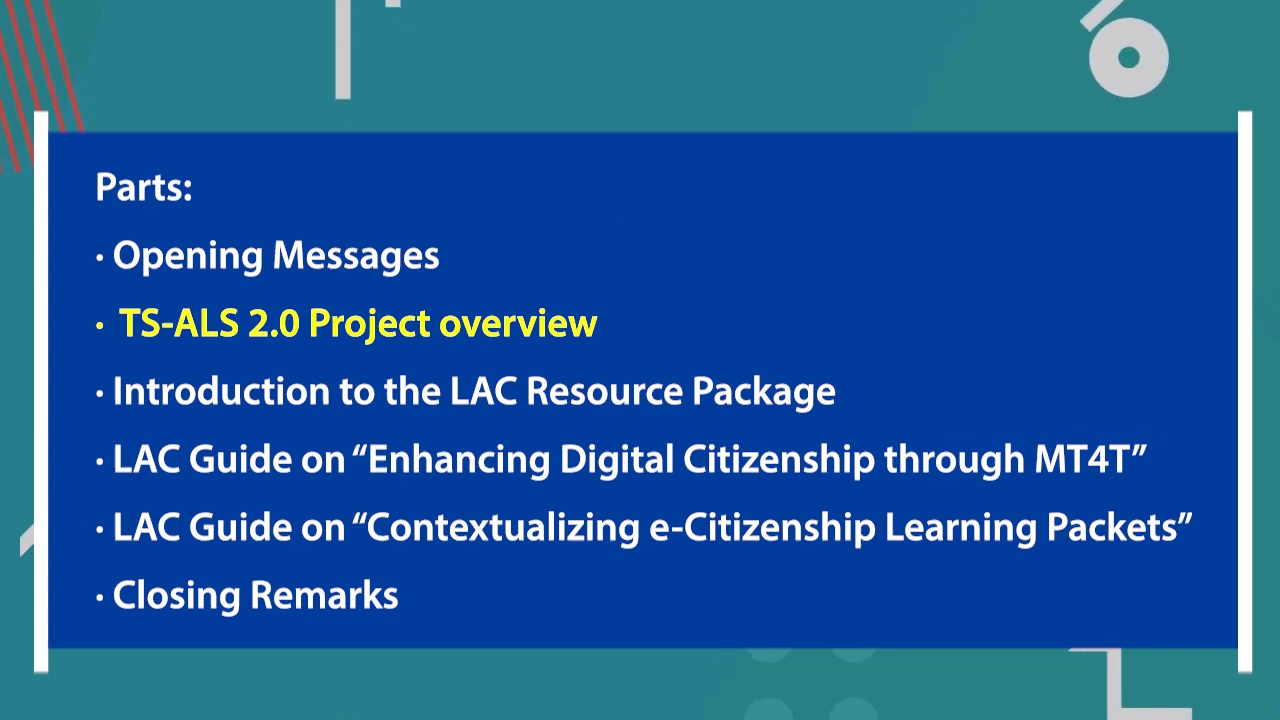 Parts:
· Opening Messages
· TS-ALS 2.0 Project overview
· Introduction to the LAC Resource Package
· LAC Guide on “Enhancing Digital Citizenship through MT4T”
· LAC Guide on “Contextualizing e-Citizenship Learning Packets”
· Closing Remarks